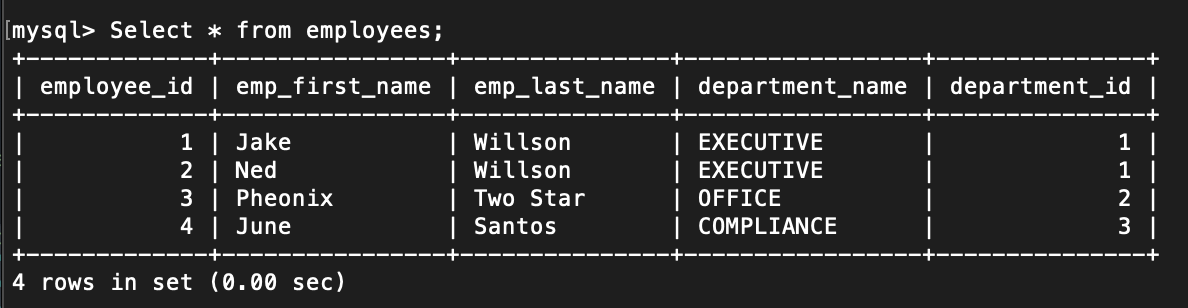 [mysql> Select * from employees;
+-------------+----------------+---------------+-----------------+---------------+
| employee_id | emp_first_name | emp_last_name | department_name | department_id |
+-------------+----------------+---------------+-----------------+---------------+
|           1 | Jake           | Willson       | EXECUTIVE       |             1 |
|           2 | Ned            | Willson       | EXECUTIVE       |             1 |
|           3 | Pheonix        | Two Star      | OFFICE          |             2 |
|           4 | June           | Santos        | COMPLIANCE      |             3 |
+-------------+----------------+---------------+-----------------+---------------+
4 rows in set (0.00 sec)